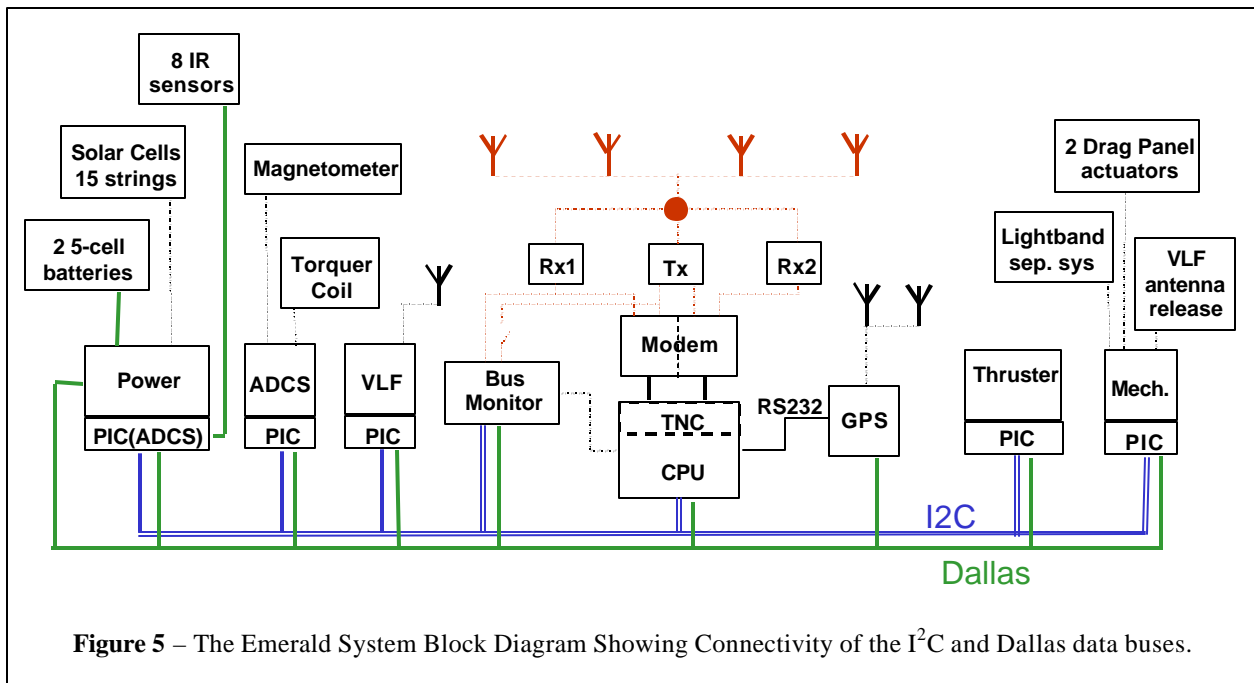 8 IR
sensors
Solar Cells
15 strings
Magnetometer
2 Drag Panel
actuators
2 5-cell
batteries
Torquer
Coil
Rx1
Tx
Rx2
Lightband
sep. sys
VLF
antenna
release
Power
ADCS
VLF
Bus
Monitor
Modem
Thruster
Mech.
PIC(ADCS)
PIC
PIC
TNC
CPU
RS232
GPS
PIC
PIC
I2C
Dallas
Figure 5 – The Emerald System Block Diagram Showing Connectivity of the I²C and Dallas data buses.